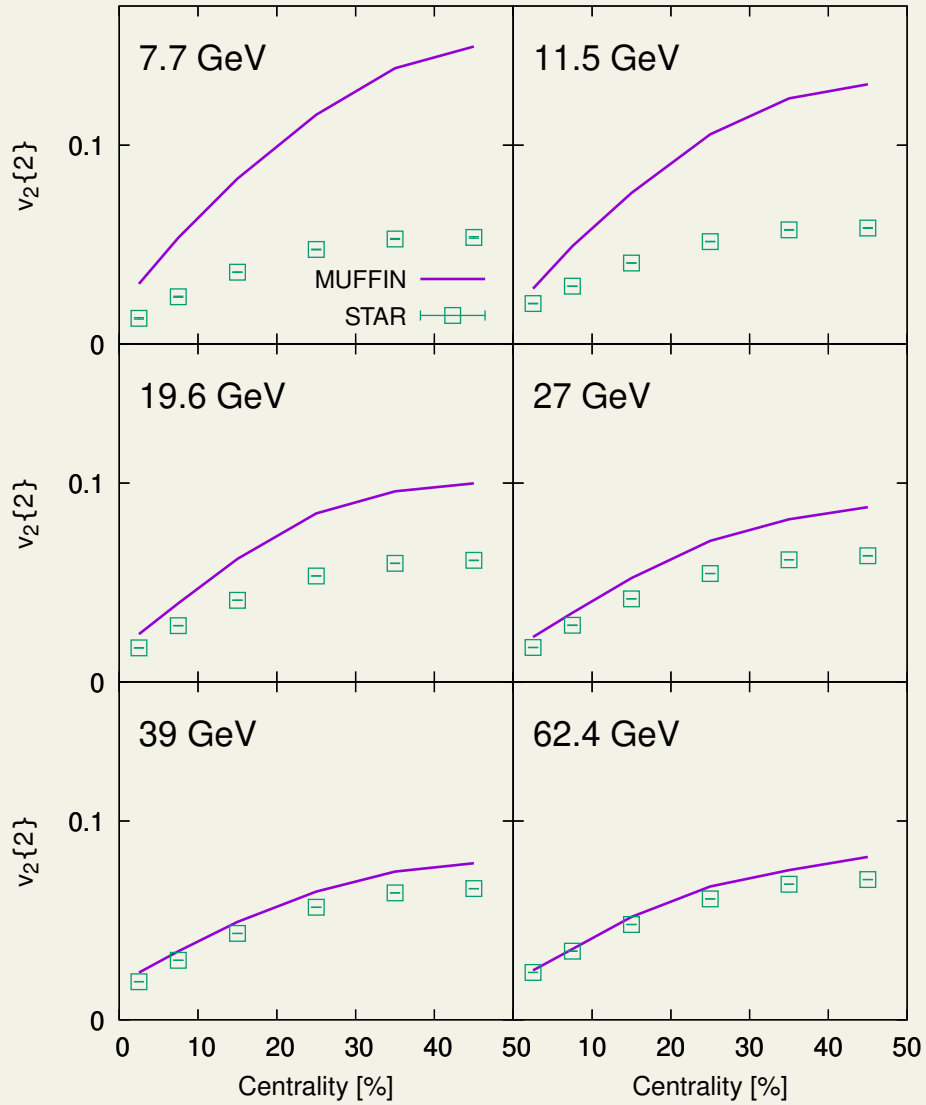 7.7 GeV
11.5 GeV
v₂{2}
0.1
MUFFIN
STAR
0
19.6 GeV
27 GeV
v₂{2}
0.1
0
39 GeV
62.4 GeV
v₂{2}
0.1
0
0 10 20 30 40 50 10 20 30 40 50
Centrality [%] Centrality [%]